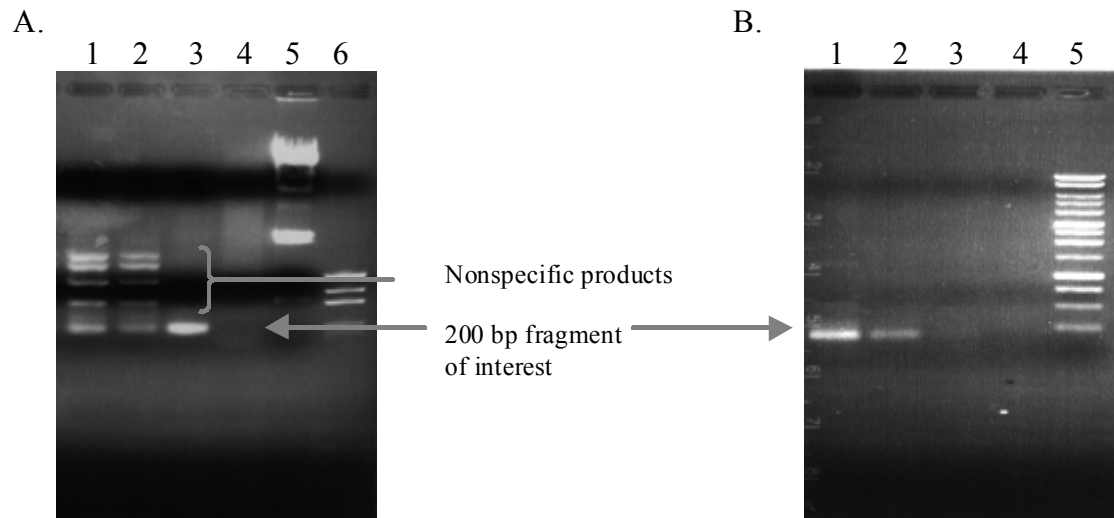 A.
1 2 3 4 5 6
Nonspecific products
200 bp fragment
of interest
B.
1 2 3 4 5